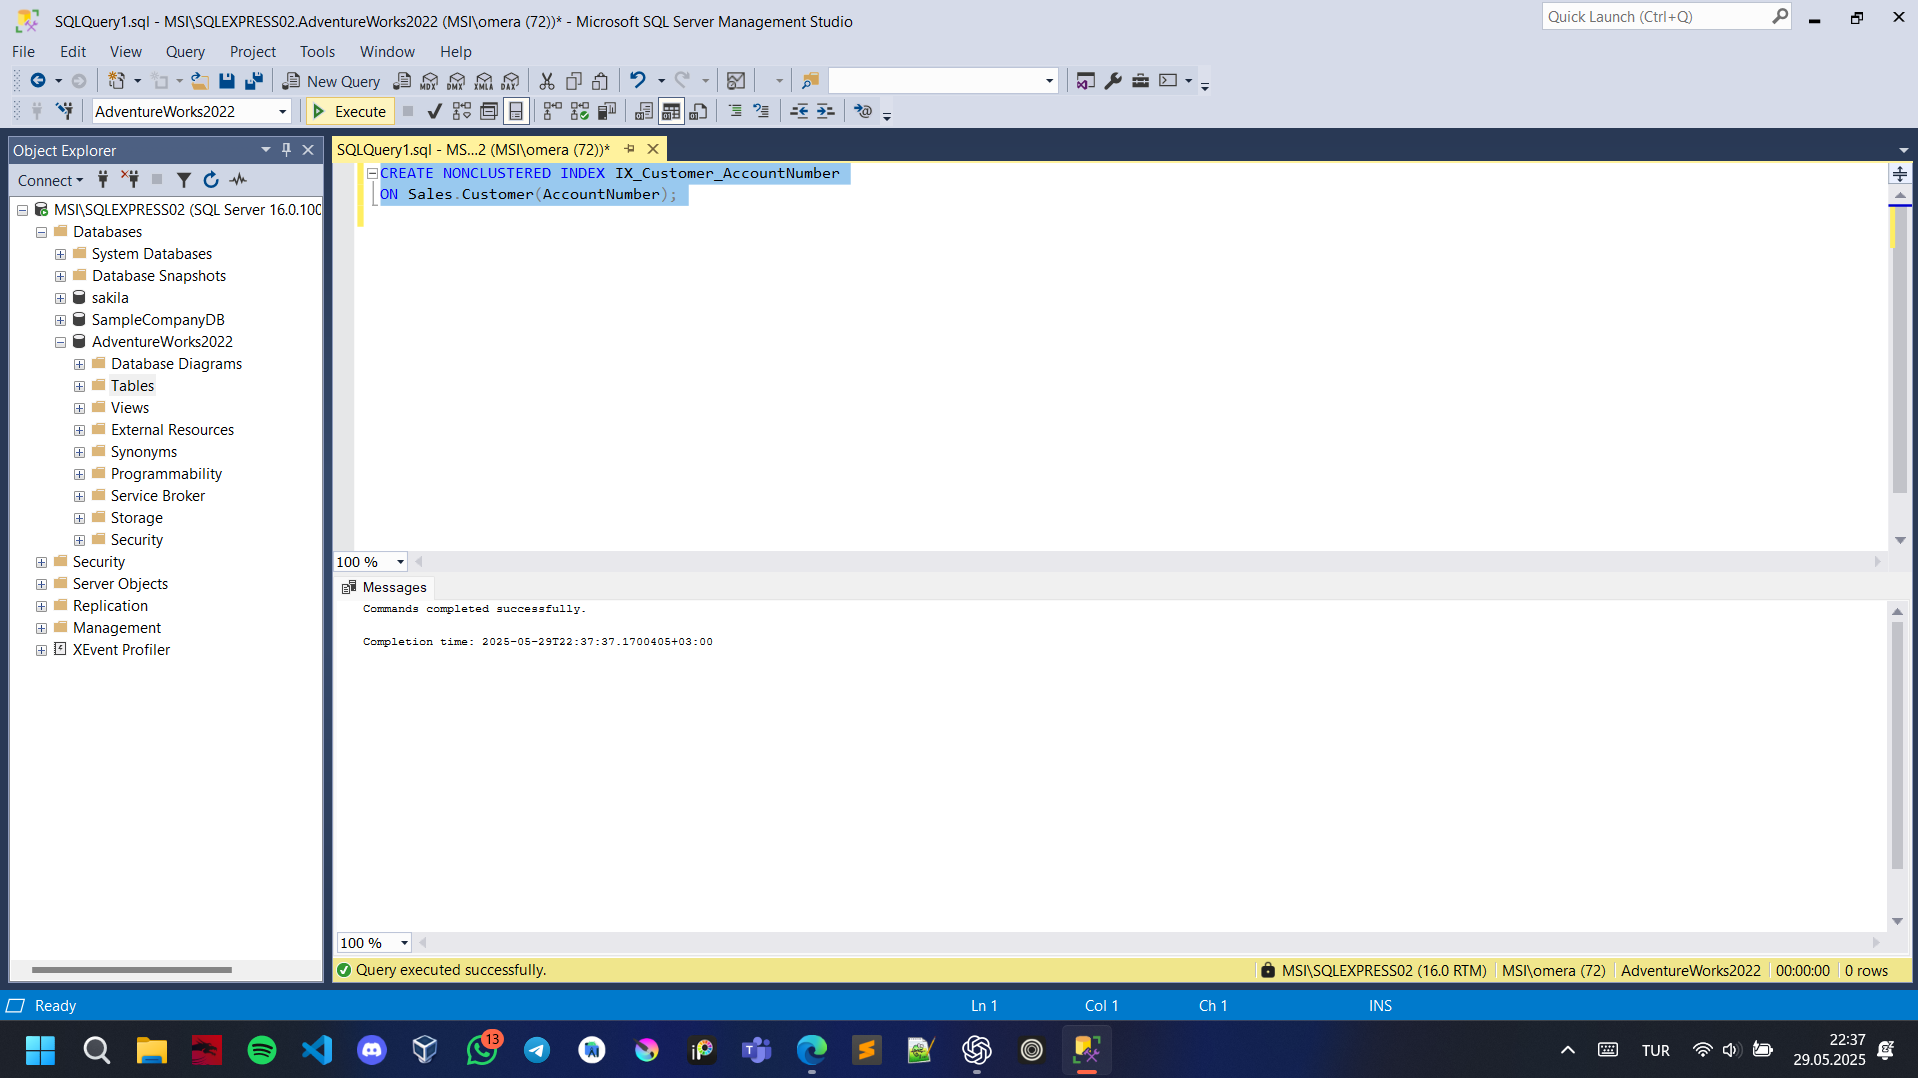 SQLQuery1.sql - MSI\SQLEXPRESS02.AdventureWorks2022 (MSI\omera (72))* - Microsoft SQL Server Management Studio
Quick Launch (Ctrl+Q)
File Edit View Query Project Tools Window Help
New Query MDX DMX XMLA DAX
AdventureWorks2022 Execute
Object Explorer
Connect
MSI\SQLEXPRESS02 (SQL Server 16.0.100
Databases
System Databases
Database Snapshots
sakila
SampleCompanyDB
AdventureWorks2022
Database Diagrams
Tables
Views
External Resources
Synonyms
Programmability
Service Broker
Storage
Security
Security
Server Objects
Replication
Management
XEvent Profiler
SQLQuery1.sql - MS...2 (MSI\omera (72))*
CREATE NONCLUSTERED INDEX IX_Customer_AccountNumber
ON Sales.Customer(AccountNumber);
100 %
Messages
Commands completed successfully.
Completion time: 2025-05-29T22:37:37.1700405+03:00
100 %
Query executed successfully. MSI\SQLEXPRESS02 (16.0 RTM) MSI\omera (72) AdventureWorks2022 00:00:00 0 rows
Ready Ln 1 Col 1 Ch 1 INS
13
TUR
22:37
29.05.2025